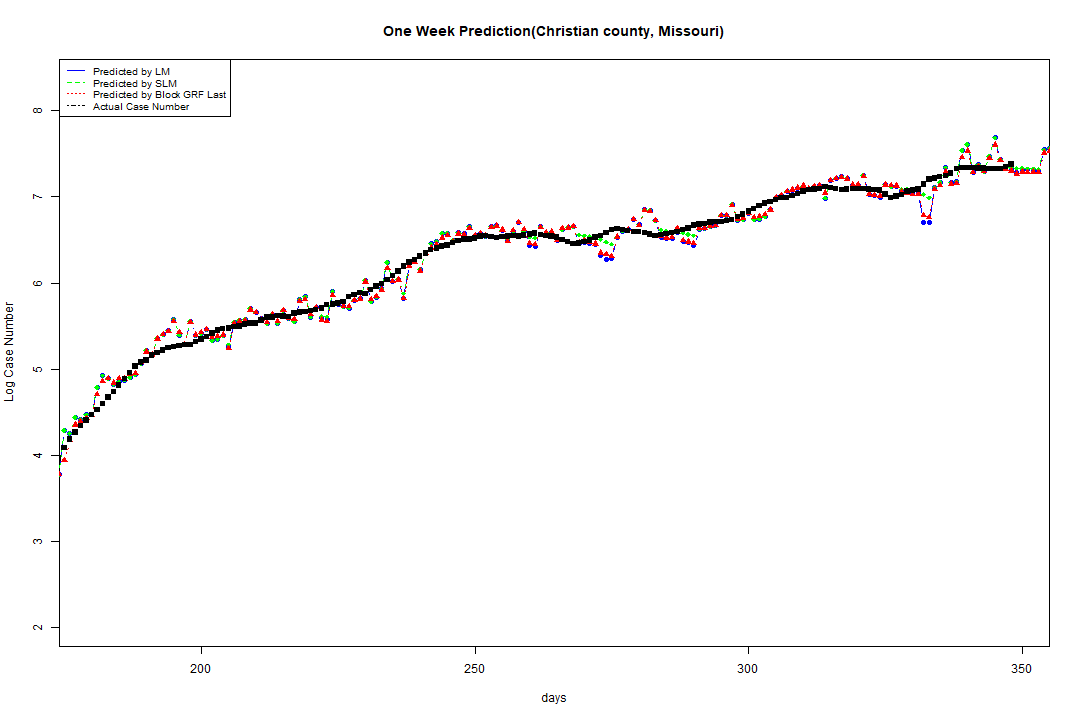 One Week Prediction(Christian county, Missouri)
Predicted by LM
Predicted by SLM
Predicted by Block GRF Last
Actual Case Number
8
7
6
5
4
3
2
Log Case Number
200 250 300 350
days